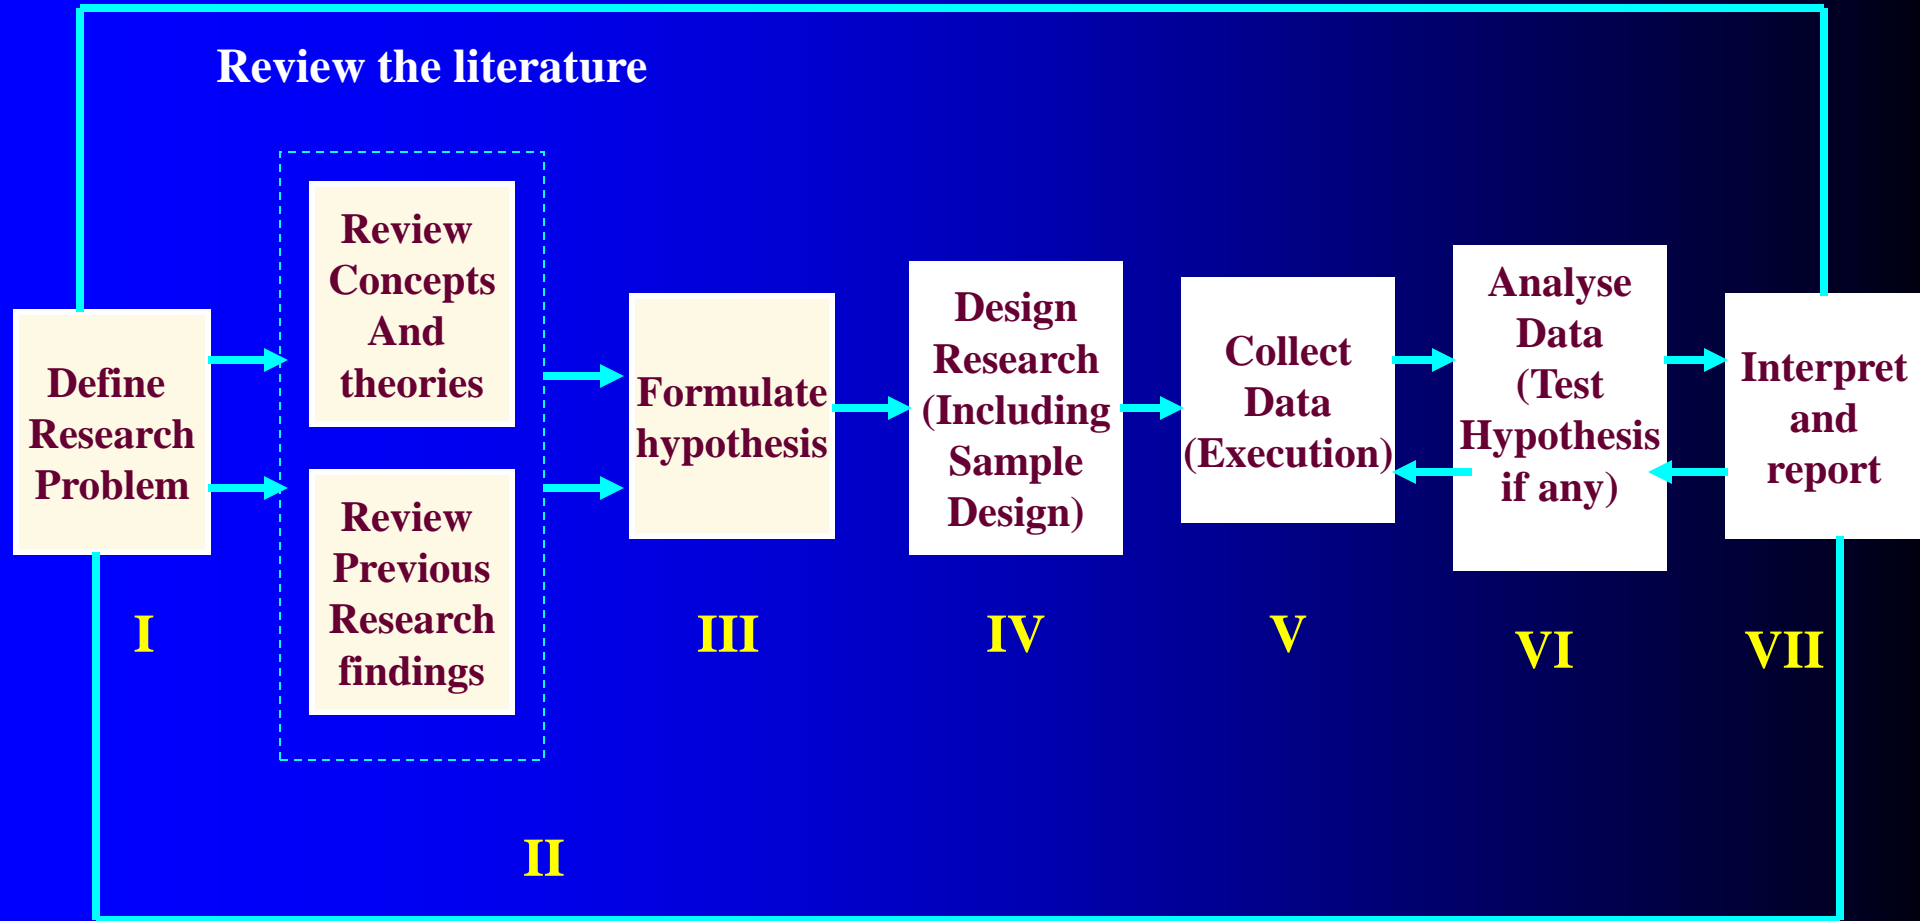 Review the literature
Define
Research
Problem
I
Review
Concepts
And
theories
Review
Previous
Research
findings
II
Formulate
hypothesis
III
Design
Research
(Including
Sample
Design)
IV
Collect
Data
(Execution)
V
Analyse
Data
(Test
Hypothesis
if any)
VI
Interpret
and
report
VII